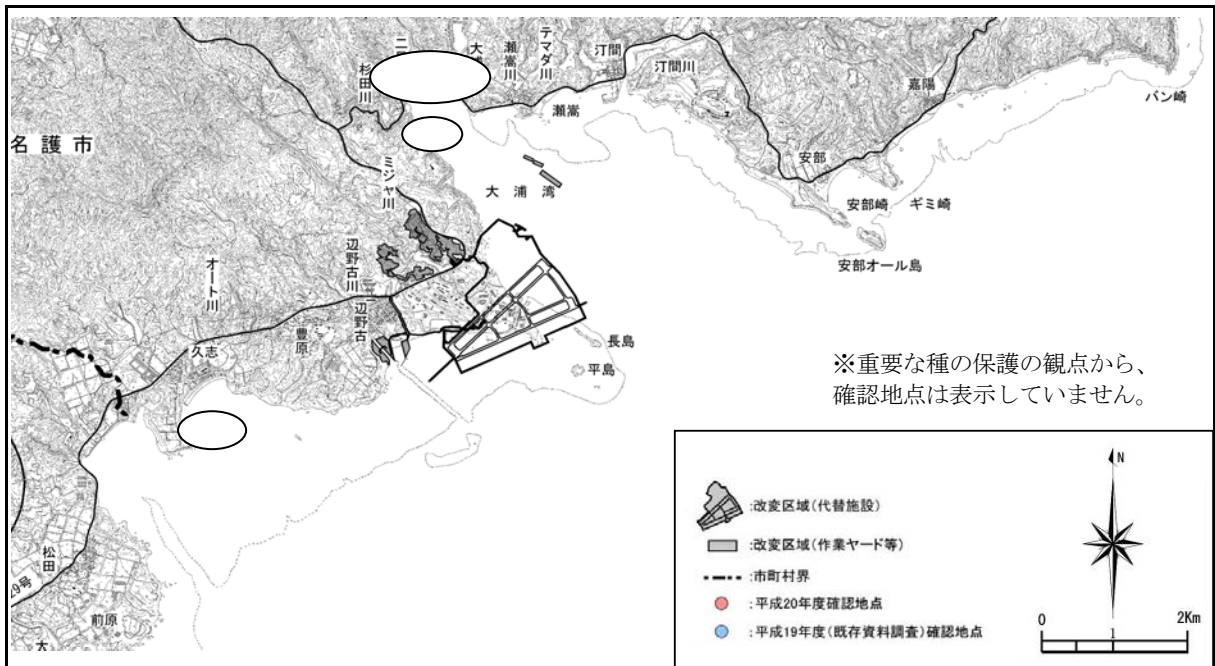 二
大浦
瀬嵩川
テマダ川
汀間
杉田川
汀間川
嘉陽
バン崎
瀬嵩
名護市
ミジャ川
大浦湾
安部
安部崎
ギミ崎
安部オール島
辺野古川
オート川
辺野古
豊原
久志
長島
平島
※重要な種の保護の観点から、
確認地点は表示していません。
N
:改変区域(代替施設)
:改変区域(作業ヤード等)
:市町村界
:平成20年度確認地点
:平成19年度(既存資料調査)確認地点
0
1
2Km
松田
29号
前原
大